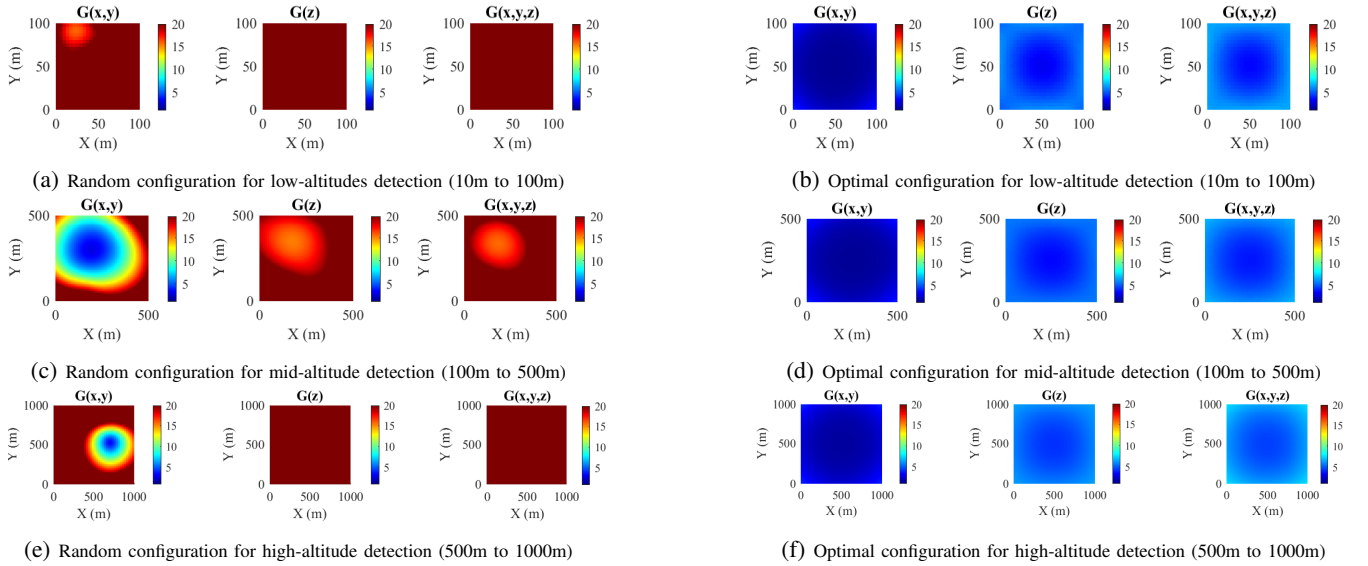 G(x,y) G(z) G(x,y,z)
100 20 100 20 100 20
Y (m) 50 15 Y (m) 50 15 Y (m) 50 15
10 10 10
0 5 0 5 0 5
0 50 100 0 50 100 0 50 100
X (m) X (m) X (m)
(a) Random configuration for low-altitudes detection (10m to 100m)
G(x,y) G(z) G(x,y,z)
100 20 100 20 100 20
Y (m) 50 15 Y (m) 50 15 Y (m) 50 15
10 10 10
0 5 0 5 0 5
0 50 100 0 50 100 0 50 100
X (m) X (m) X (m)
(b) Optimal configuration for low-altitude detection (10m to 100m)
G(x,y) G(z) G(x,y,z)
500 20 500 20 500 20
Y (m) 15 Y (m) 15 Y (m) 15
10 10 10
0 5 0 5 0 5
0 500 0 500 0 500
X (m) X (m) X (m)
(c) Random configuration for mid-altitude detection (100m to 500m)
G(x,y) G(z) G(x,y,z)
500 20 500 20 500 20
Y (m) 15 Y (m) 15 Y (m) 15
10 10 10
0 5 0 5 0 5
0 500 0 500 0 500
X (m) X (m) X (m)
(d) Optimal configuration for mid-altitude detection (100m to 500m)
G(x,y) G(z) G(x,y,z)
1000 20 1000 20 1000 20
Y (m) 500 15 Y (m) 500 15 Y (m) 500 15
10 10 10
0 5 0 5 0 5
0 500 1000 0 500 1000 0 500 1000
X (m) X (m) X (m)
(e) Random configuration for high-altitude detection (500m to 1000m)
G(x,y) G(z) G(x,y,z)
1000 20 1000 20 1000 20
Y (m) 500 15 Y (m) 500 15 Y (m) 500 15
10 10 10
0 5 0 5 0 5
0 500 1000 0 500 1000 0 500 1000
X (m) X (m) X (m)
(f) Optimal configuration for high-altitude detection (500m to 1000m)